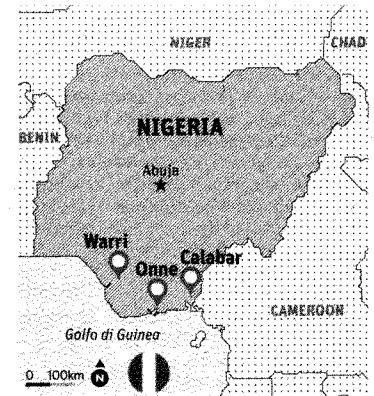 NIGER
CHAD
BENIN
NIGERIA
Abuja
Warri
Onne
Calabar
CAMEROON
Golfo di Guinea
0 100km N